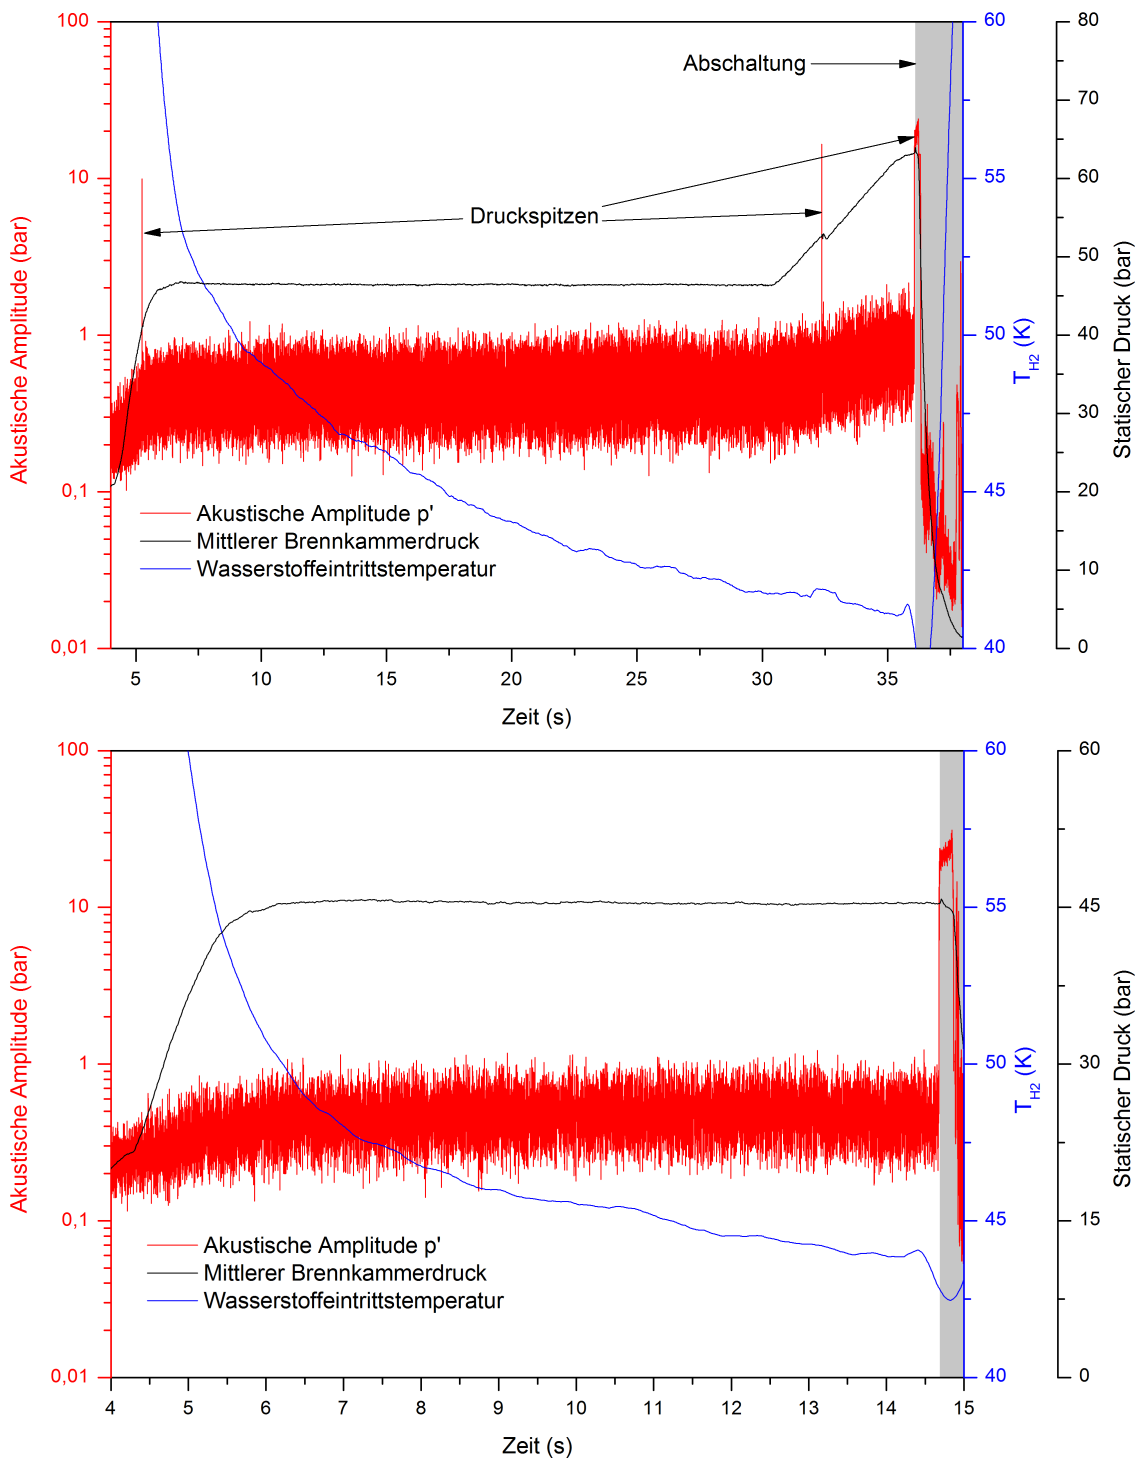 100
10
1
0,1
0,01
Akustische Amplitude (bar)
Abschaltung
Druckspitzen
Akustische Amplitude p'
Mittlerer Brennkammerdruck
Wasserstoffeintrittstemperatur
5 10 15 20 25 30 35
Zeit (s)
60
55
50
45
40
T_H2 (K)
80
70
60
50
40
30
20
10
0
Statischer Druck (bar)
100
10
1
0,1
0,01
Akustische Amplitude (bar)
Akustische Amplitude p'
Mittlerer Brennkammerdruck
Wasserstoffeintrittstemperatur
4 5 6 7 8 9 10 11 12 13 14 15
Zeit (s)
60
55
50
45
40
T_H2 (K)
60
45
30
15
0
Statischer Druck (bar)